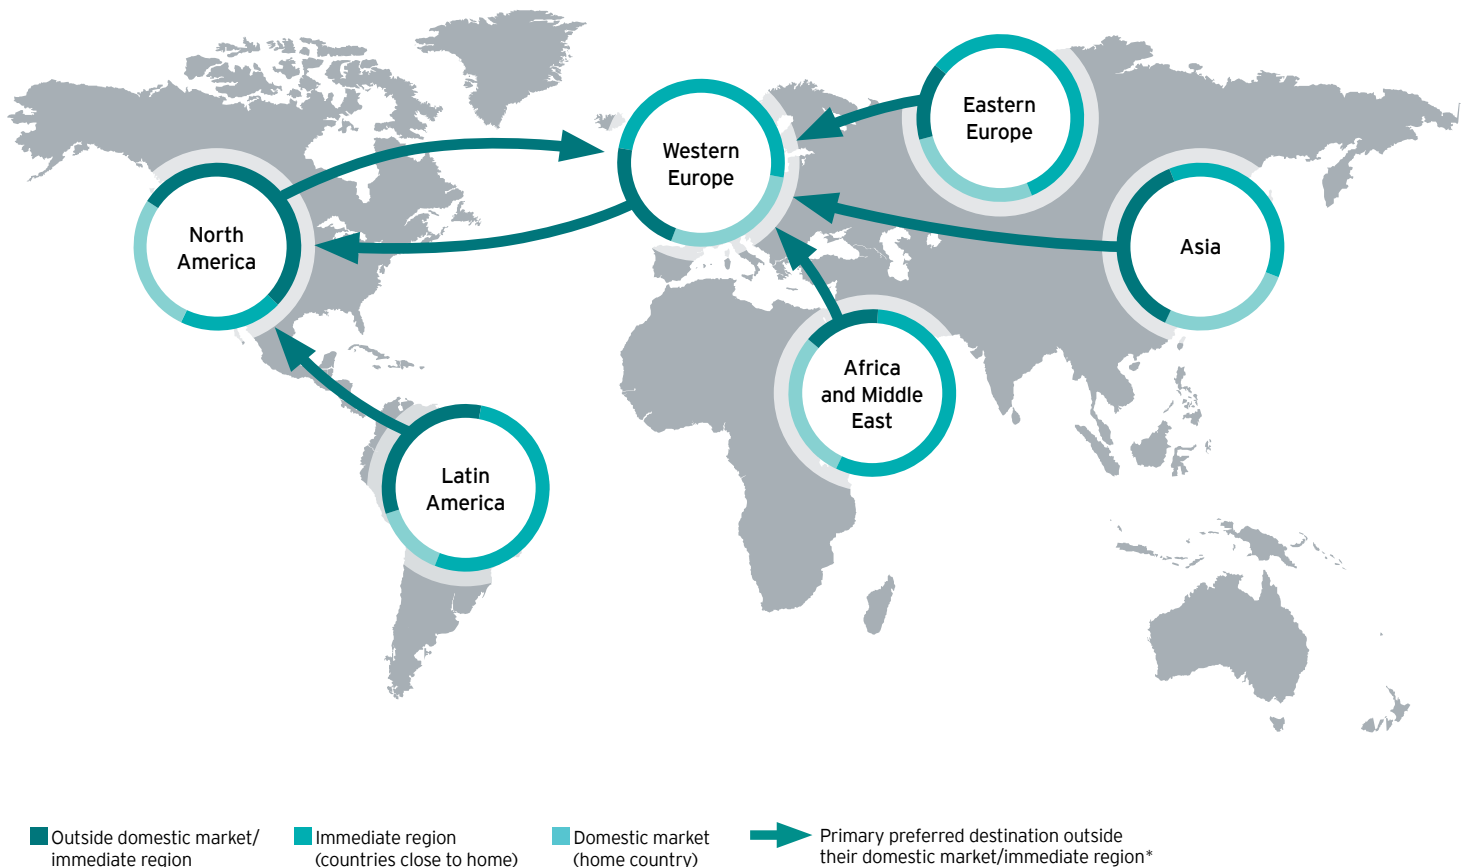 Eastern
Europe
Western
Europe
North
America
Asia
Africa
and Middle
East
Latin
America
Outside domestic market/
immediate region
Immediate region
(countries close to home)
Domestic market
(home country)
Primary preferred destination outside
their domestic market/immediate region*